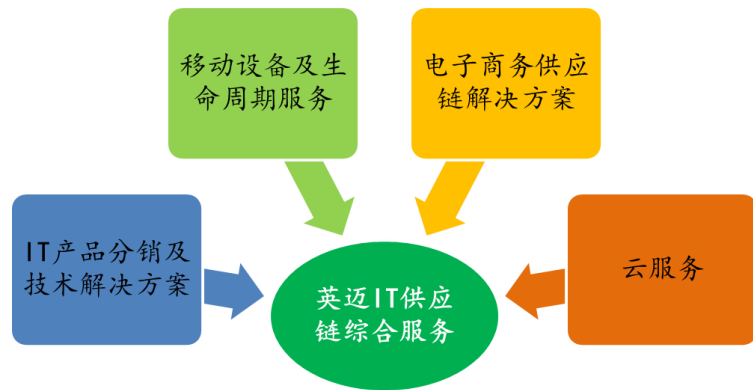 移动设备及生
命周期服务
电子商务供应
链解决方案
IT产品分销及
技术解决方案
云服务
英迈IT供应
链综合服务